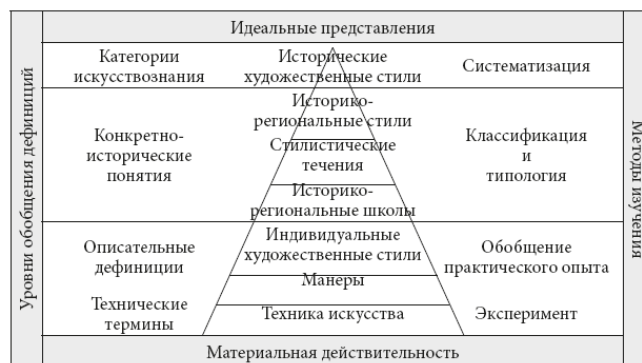 Идеальные представления
Уровни обобщения дефиниций
Категории
искусствознания
Исторические
художественные стили
Систематизация
Конкретно-
исторические
понятия
Историко-
региональные стили
Стилистические
течения
Историко-
региональные школы
Классификация
и
типология
Описательные
дефиниции
Индивидуальные
художественные стили
Манеры
Обобщение
практического опыта
Технические
термины
Техника искусства
Эксперимент
Методы изучения
Материальная действительность